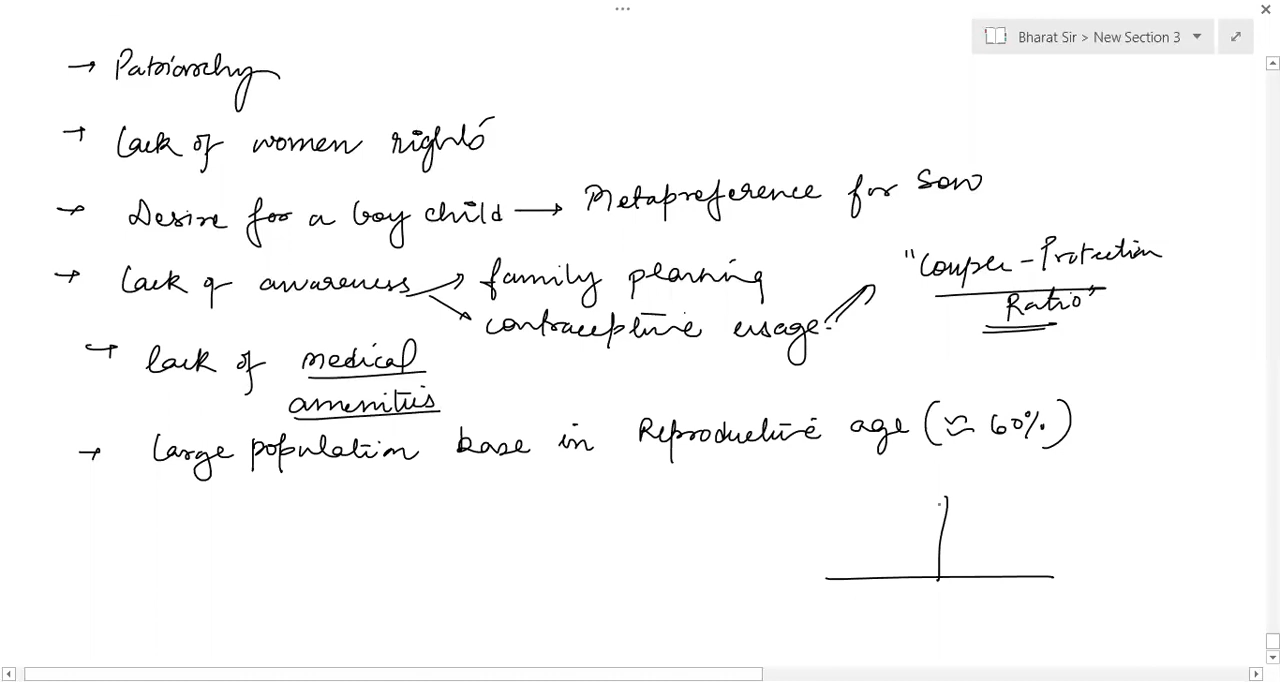 ...
Bharat Sir > New Section 3
→ Patriarchy
→ Lack of women rights
→ Desire for a boy child → Metapreference for Son
→ Lack of awareness → family planning
→ contraceptive usage. ⇒ "Couple - Protection Ratio"
→ lack of medical amenities
→ Large population base in Reproductive age (≈ 60%)